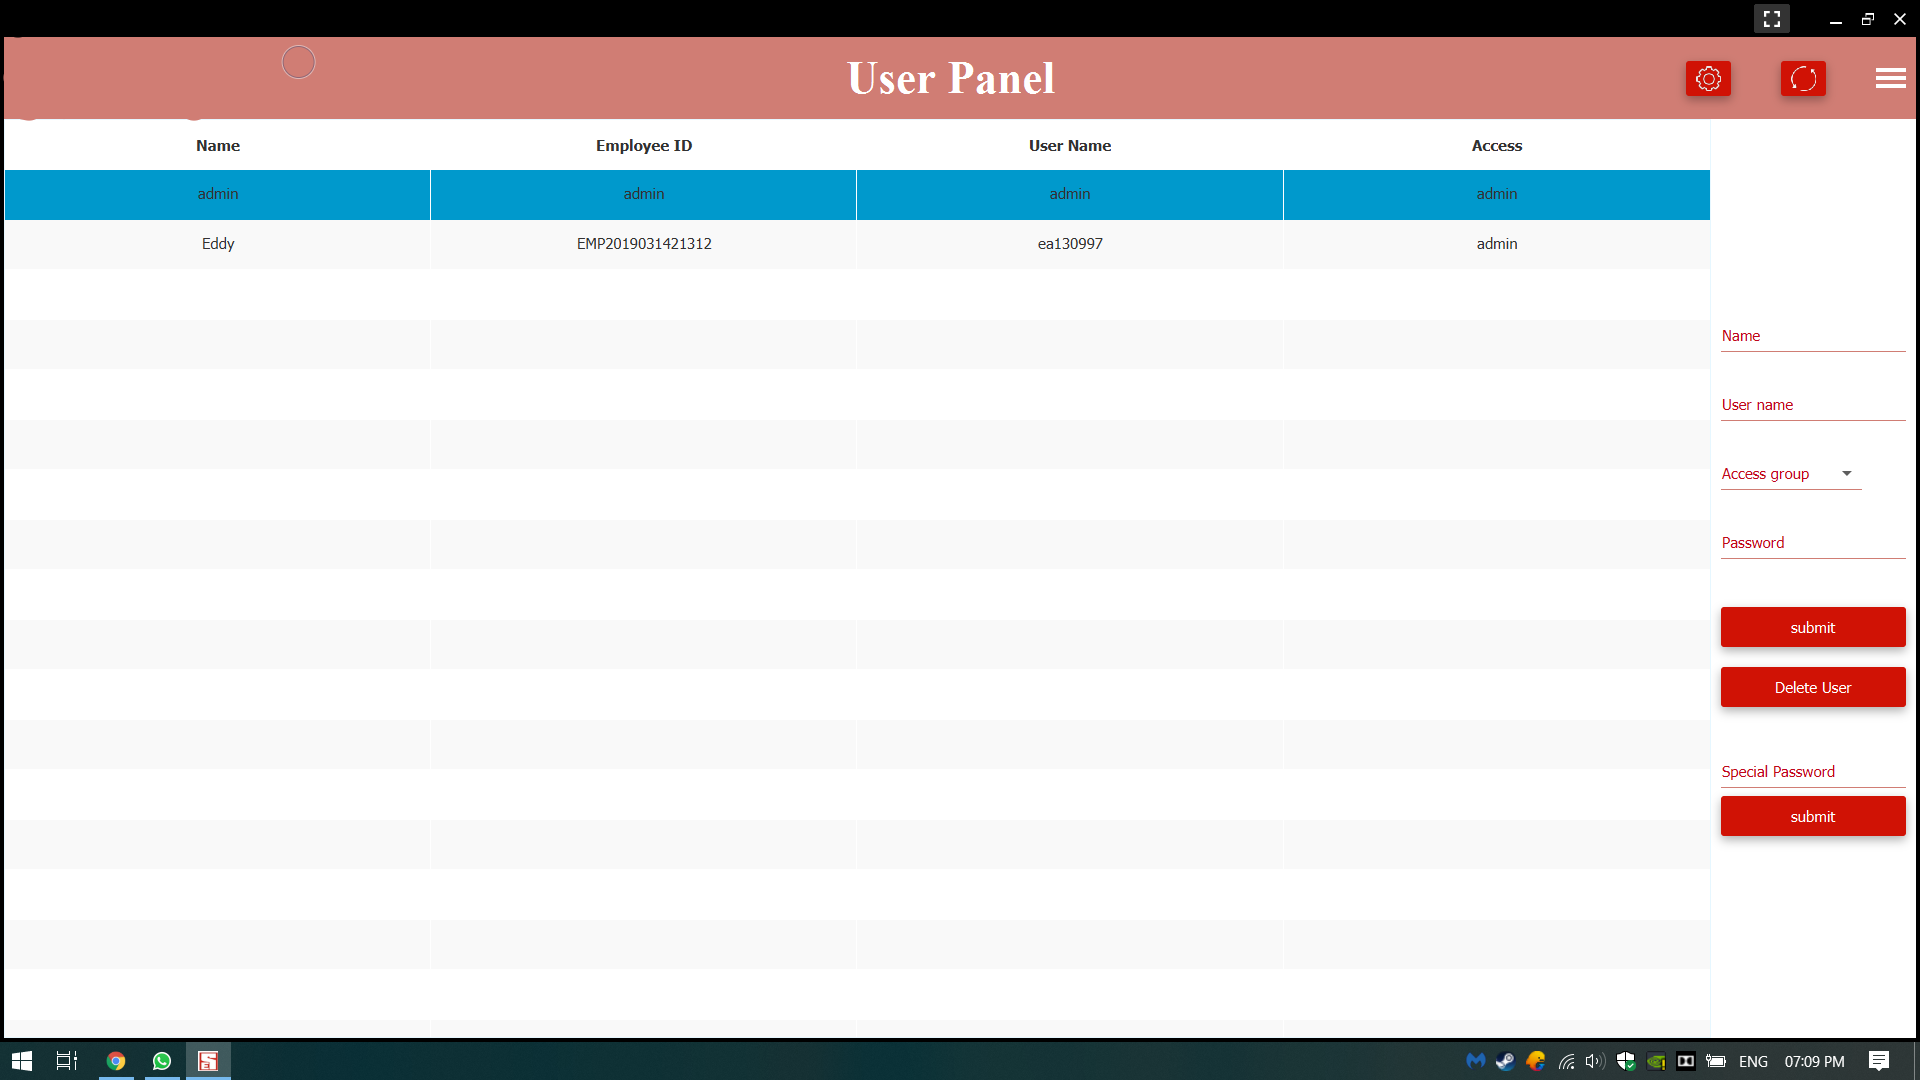 User Panel
Name Employee ID User Name Access
admin admin admin admin
Eddy EMP2019031421312 ea130997 admin
Name
User name
Access group
Password
submit
Delete User
Special Password
submit
ENG 07:09 PM